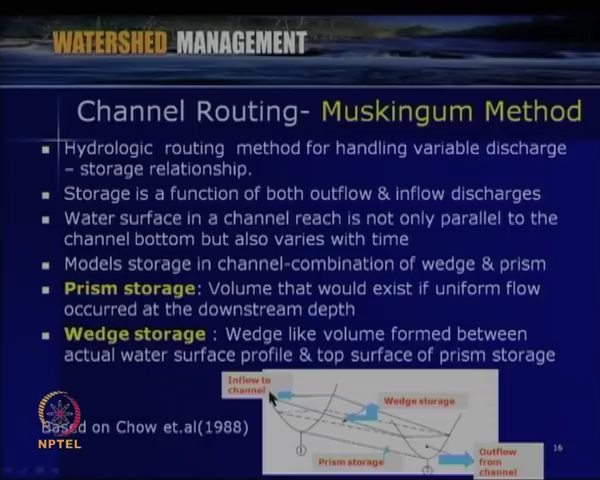 WATERSHED MANAGEMENT
Channel Routing- Muskingum Method
Hydrologic routing method for handling variable discharge
– storage relationship.
Storage is a function of both outflow & inflow discharges
Water surface in a channel reach is not only parallel to the
channel bottom but also varies with time
Models storage in channel-combination of wedge & prism
Prism storage: Volume that would exist if uniform flow
occurred at the downstream depth
Wedge storage : Wedge like volume formed between
actual water surface profile & top surface of prism storage
Inflow to
channel
Wedge storage
Based on Chow et.al(1988)
NPTEL
Prism storage
Outflow
from
channel
16